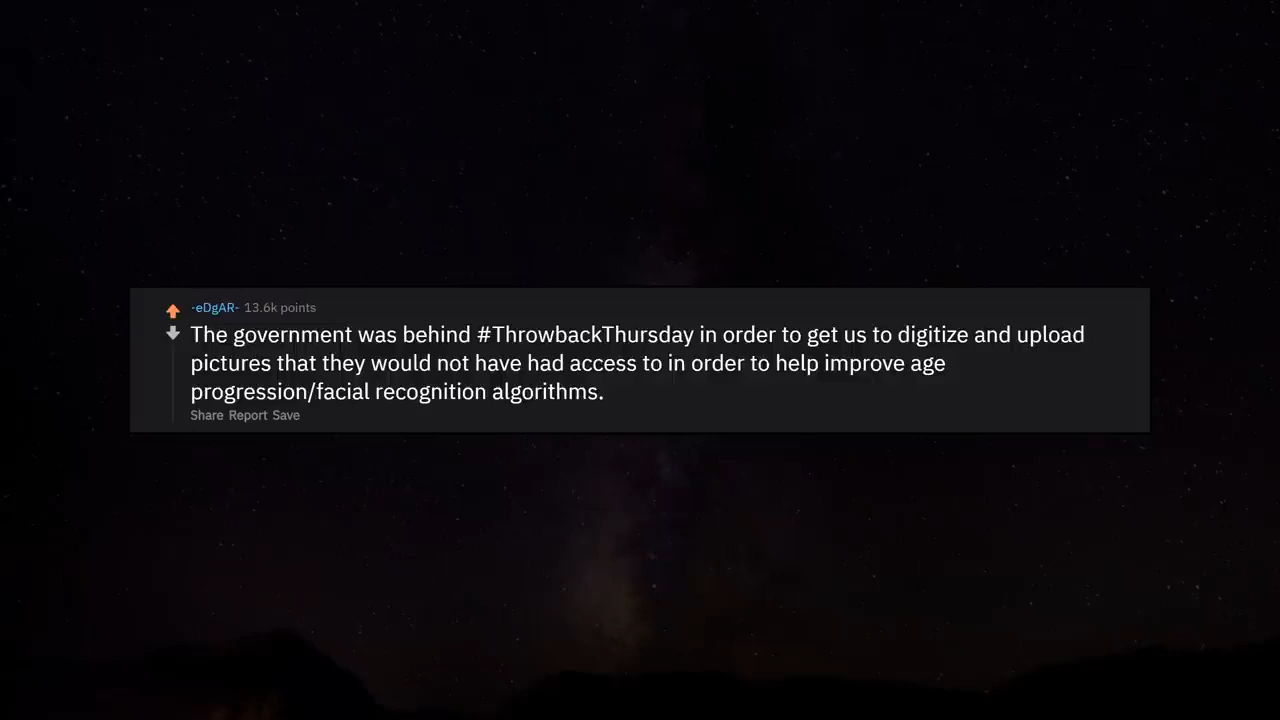 -eDgAR- 13.6k points
The government was behind #ThrowbackThursday in order to get us to digitize and upload
pictures that they would not have had access to in order to help improve age
progression/facial recognition algorithms.
Share Report Save